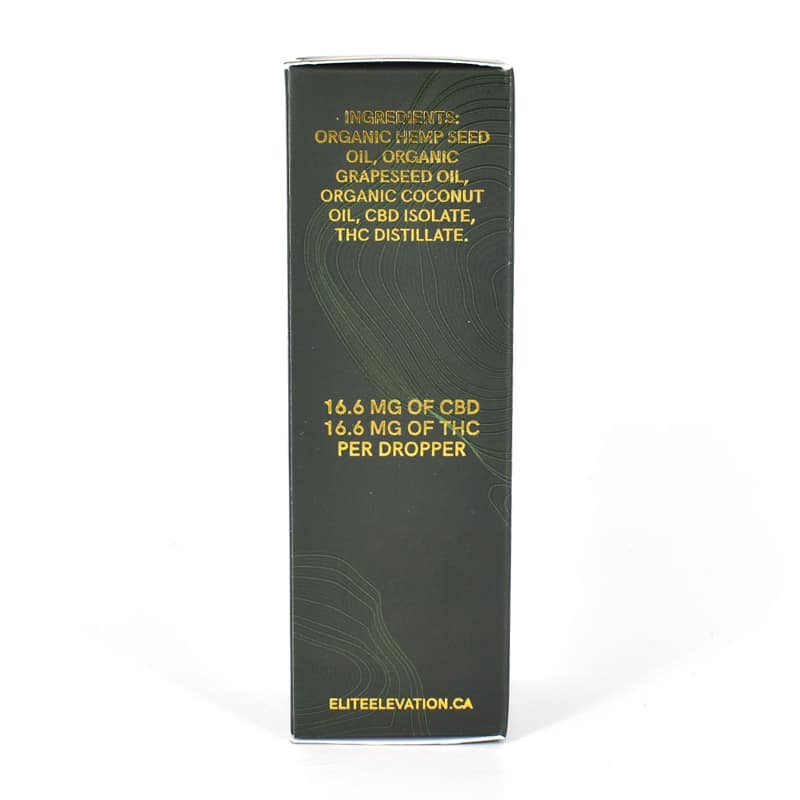 INGREDIENTS:
ORGANIC HEMP SEED
OIL, ORGANIC
GRAPESEED OIL,
ORGANIC COCONUT
OIL, CBD ISOLATE,
THC DISTILLATE.
16.6 MG OF CBD
16.6 MG OF THC
PER DROPPER
ELITEELEVATION.CA